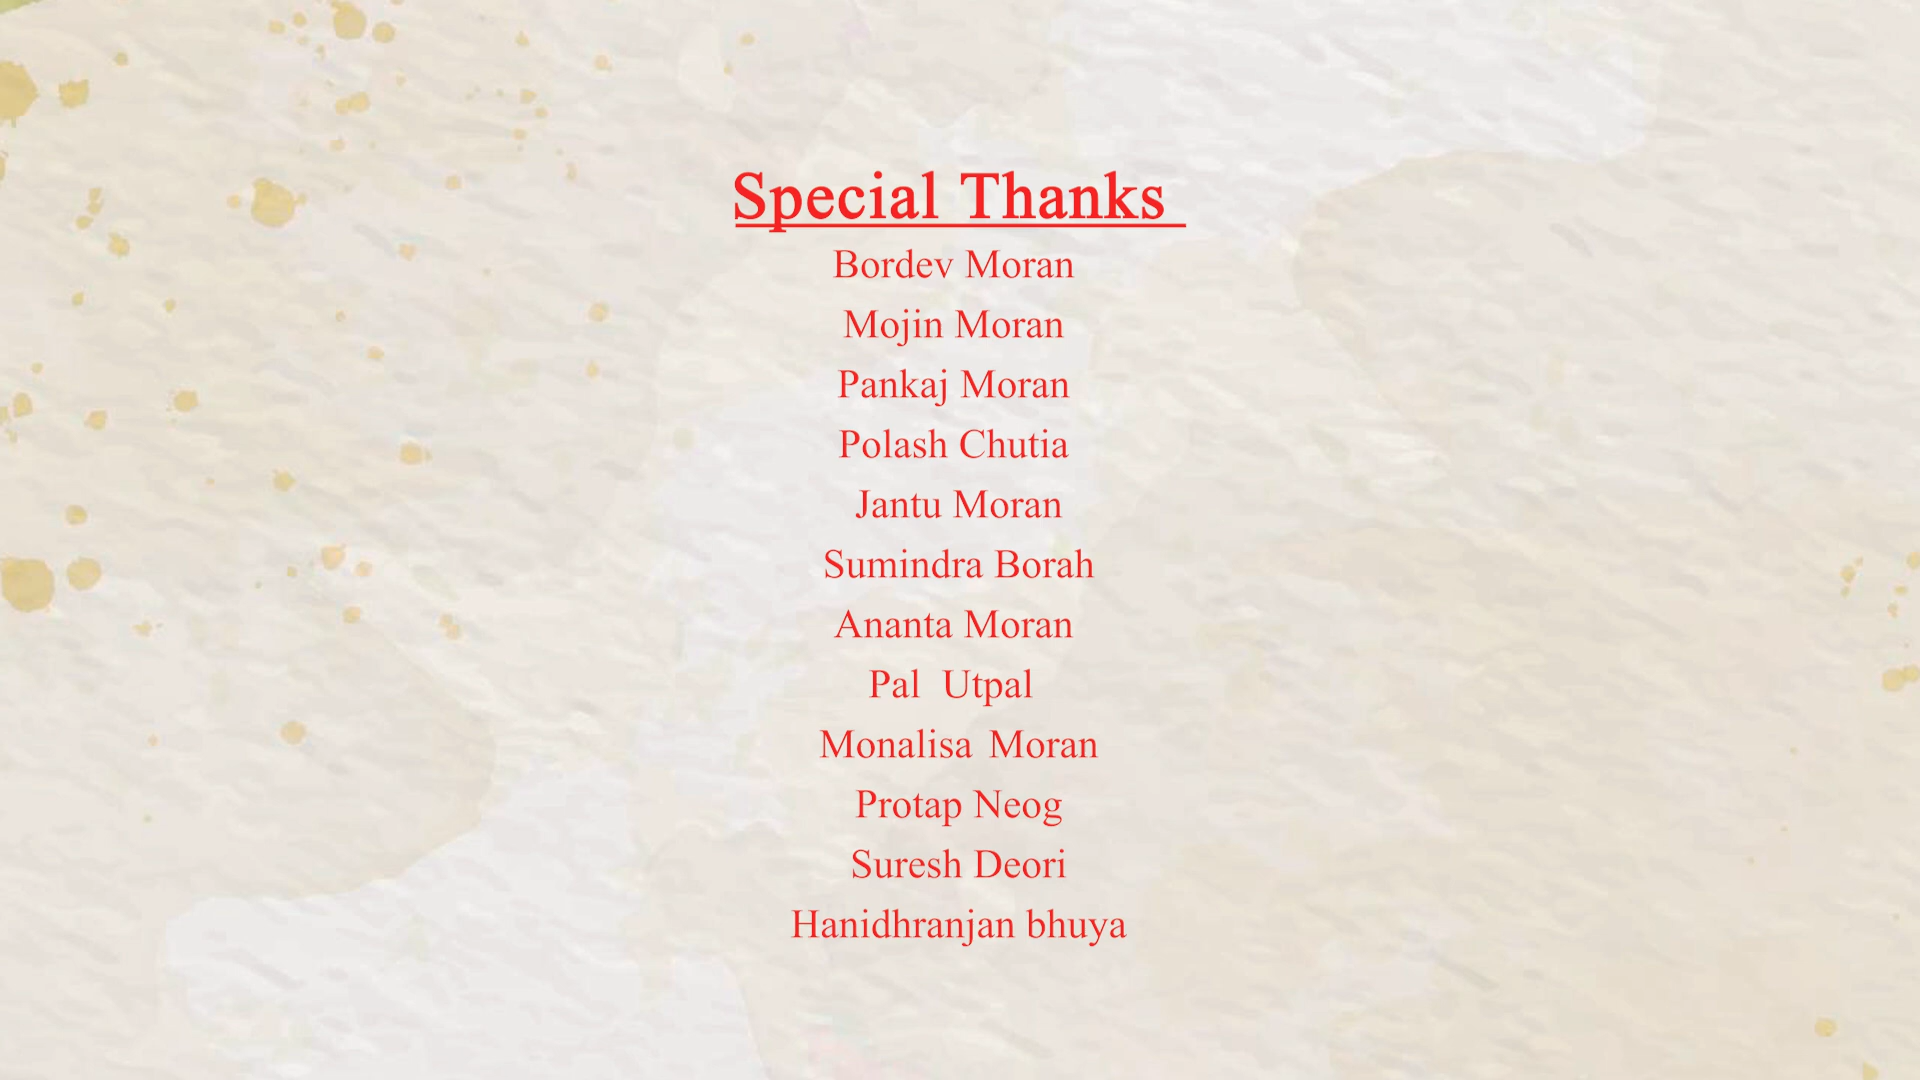 Special Thanks
Bordev Moran
Mojin Moran
Pankaj Moran
Polash Chutia
Jantu Moran
Sumindra Borah
Ananta Moran
Pal Utpal
Monalisa Moran
Protap Neog
Suresh Deori
Hanidhranjan bhuya